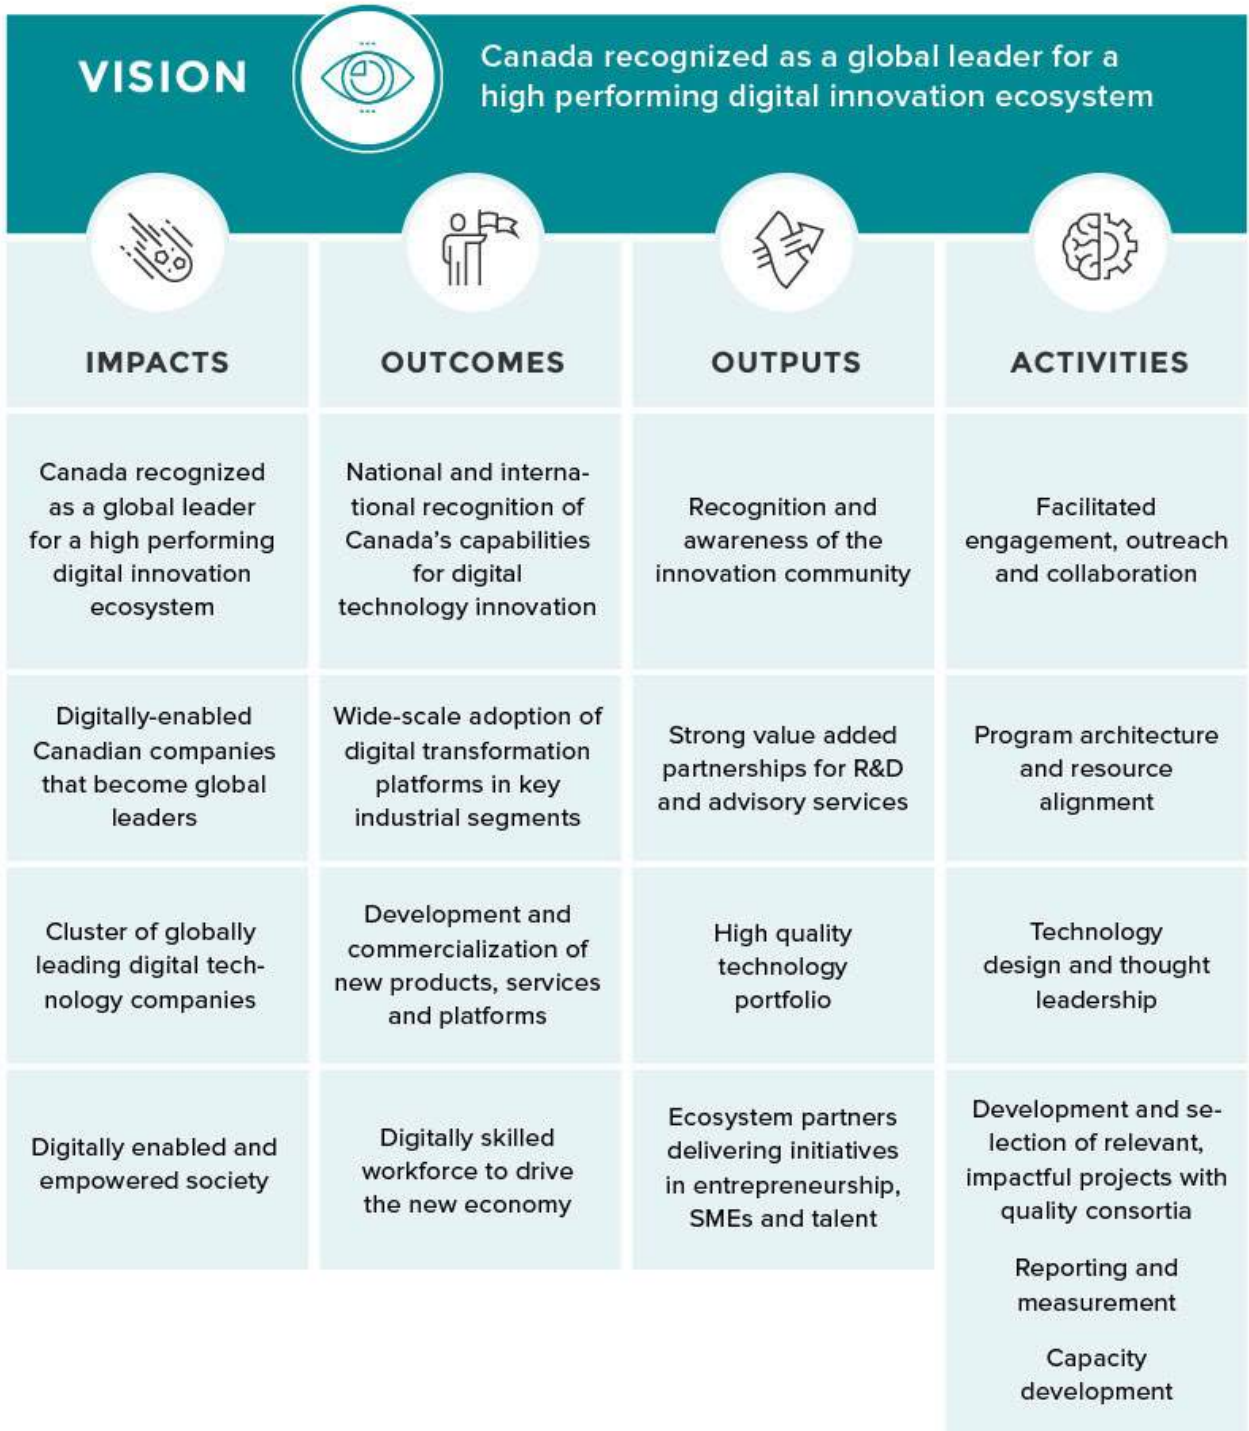 VISION
Canada recognized as a global leader for a
high performing digital innovation ecosystem
IMPACTS
OUTCOMES
OUTPUTS
ACTIVITIES
Canada recognized
as a global leader
for a high performing
digital innovation
ecosystem
National and interna-
tional recognition of
Canada's capabilities
for digital
technology innovation
Recognition and
awareness of the
innovation community
Facilitated
engagement, outreach
and collaboration
Digitally-enabled
Canadian companies
that become global
leaders
Wide-scale adoption of
digital transformation
platforms in key
industrial segments
Strong value added
partnerships for R&D
and advisory services
Program architecture
and resource
alignment
Cluster of globally
leading digital tech-
nology companies
Development and
commercialization of
new products, services
and platforms
High quality
technology
portfolio
Technology
design and thought
leadership
Digitally enabled and
empowered society
Digitally skilled
workforce to drive
the new economy
Ecosystem partners
delivering initiatives
in entrepreneurship,
SMEs and talent
Development and se-
lection of relevant,
impactful projects with
quality consortia
Reporting and
measurement
Capacity
development